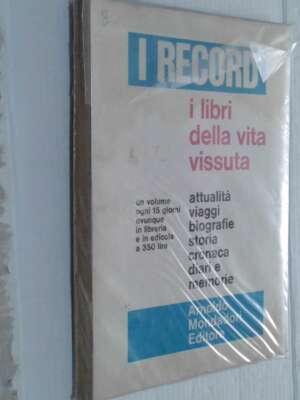 I RECORD
i libri
della vita
vissuta
un volume
ogni 15 giorni
ovunque
in libreria
e in edicola
a 350 lire
attualità
viaggi
biografie
storia
cronaca
diari e
memorie
Arnoldo
Mondadori
Editore